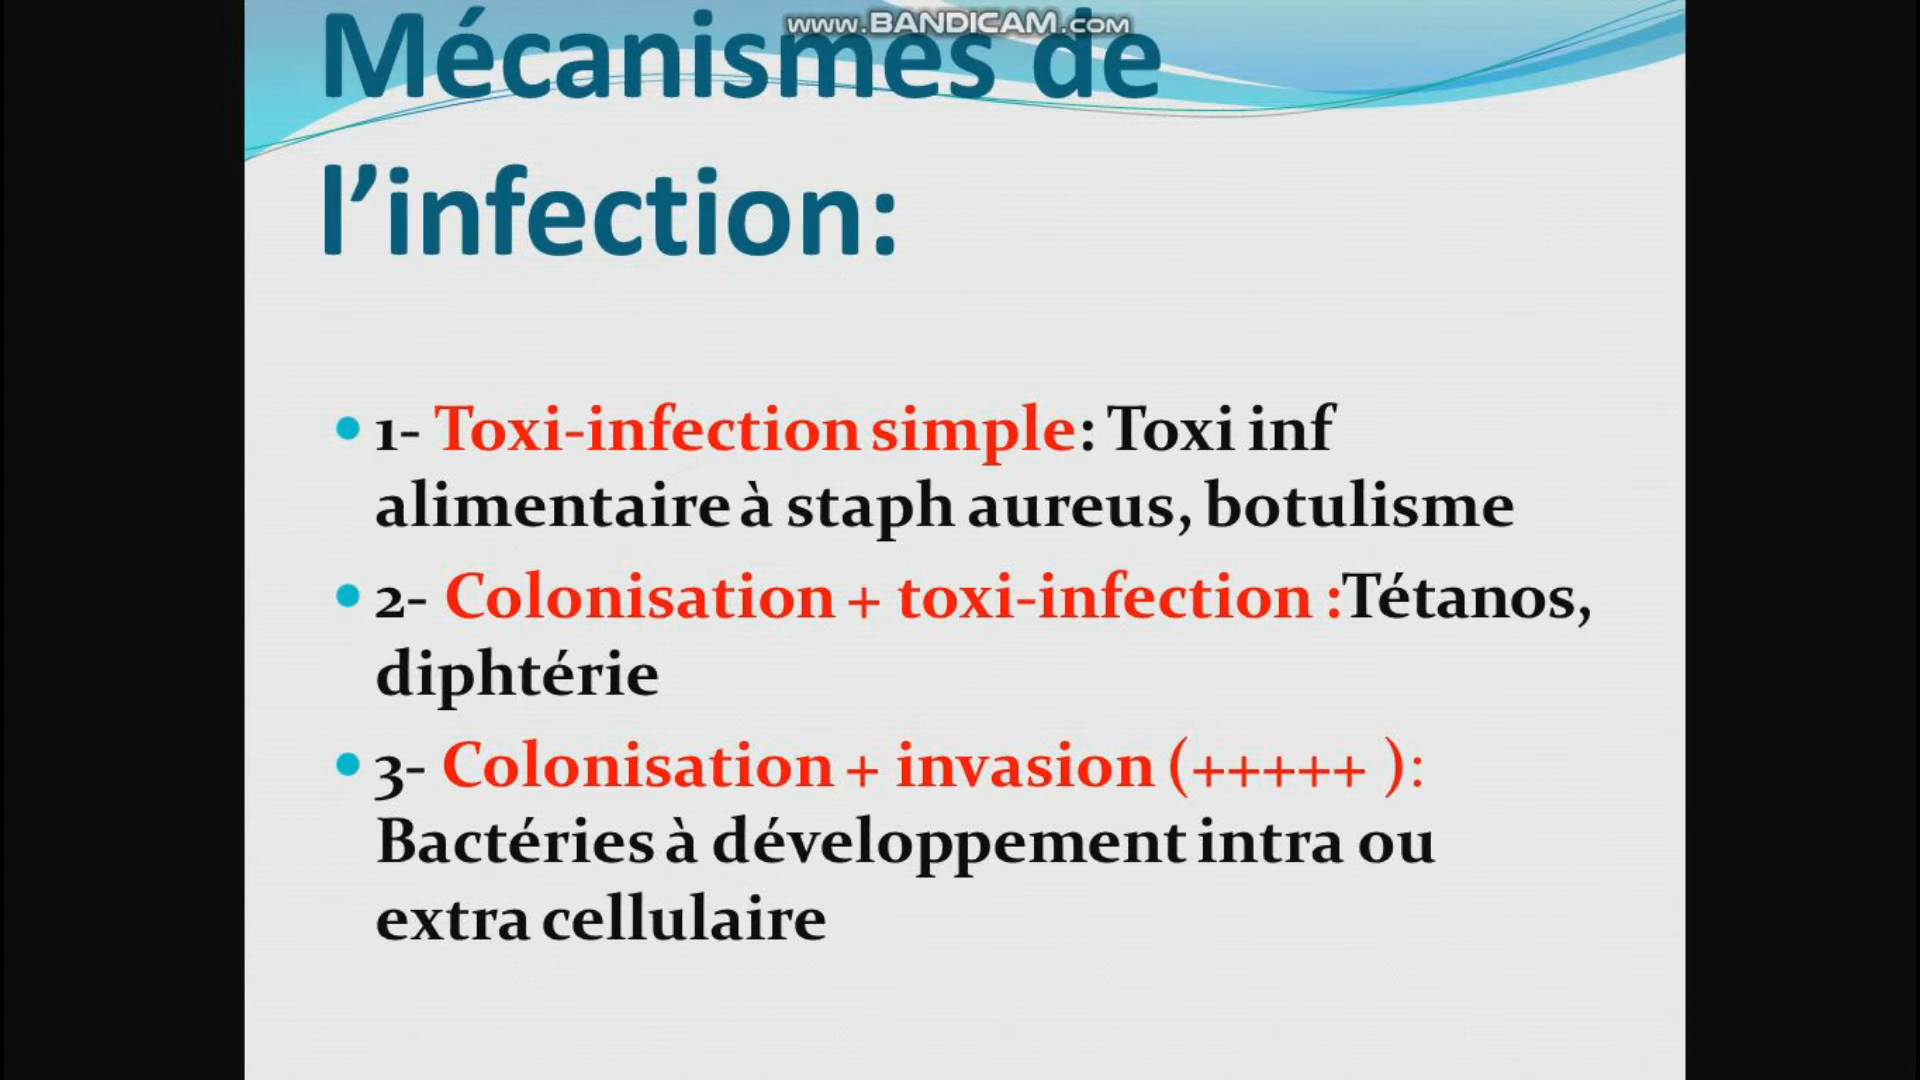 www.BANDICAM.com
Mécanismes de
l’infection:
• 1- Toxi-infection simple: Toxi inf
alimentaire à staph aureus, botulisme
• 2- Colonisation + toxi-infection :Tétanos,
diphtérie
• 3- Colonisation + invasion (+++++ ):
Bactéries à développement intra ou
extra cellulaire